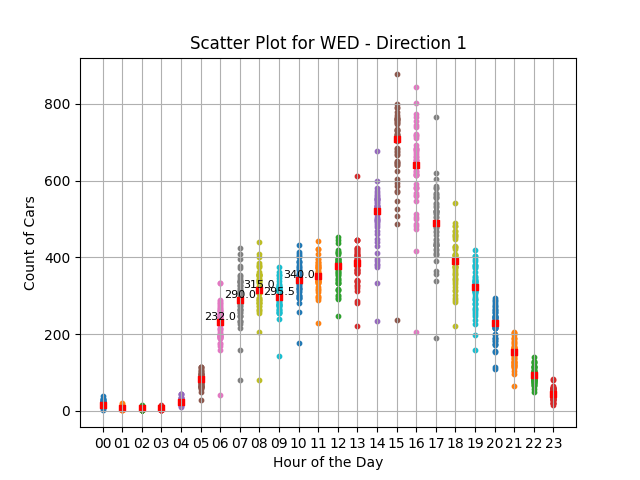 Scatter Plot for WED - Direction 1
Count of Cars
800
600
400
200
0
340.0
315.0
295.5
290.0
232.0
00 01 02 03 04 05 06 07 08 09 10 11 12 13 14 15 16 17 18 19 20 21 22 23
Hour of the Day